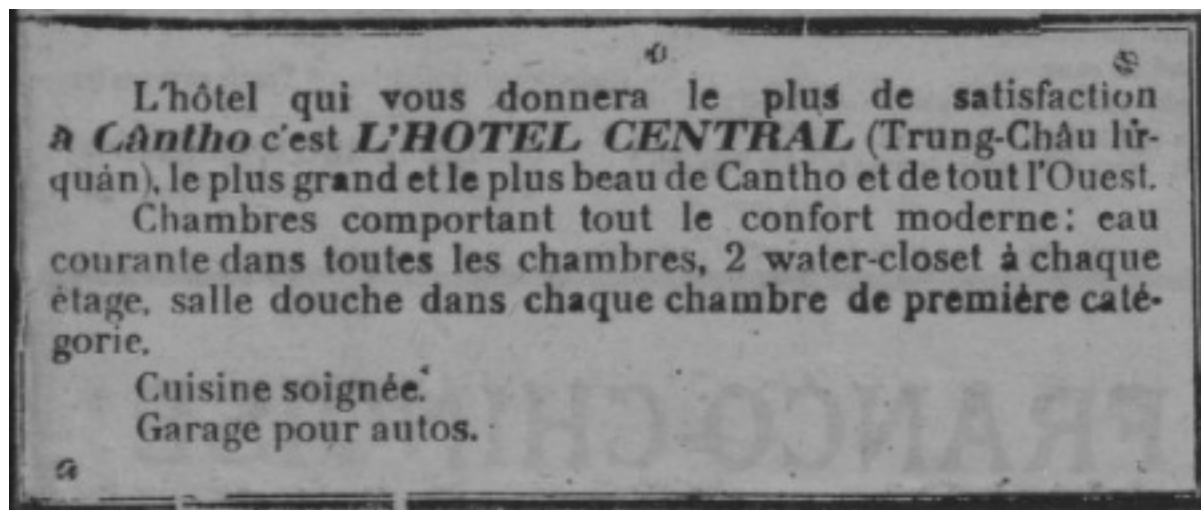 L'hôtel qui vous donnera le plus de satisfaction
à Cântho c'est L'HOTEL CENTRAL (Trung-Châu lữ-
quán), le plus grand et le plus beau de Cantho et de tout l'Ouest.
Chambres comportant tout le confort moderne: eau
courante dans toutes les chambres, 2 water-closet à chaque
étage, salle douche dans chaque chambre de première caté-
gorie.
Cuisine soignée.
Garage pour autos.